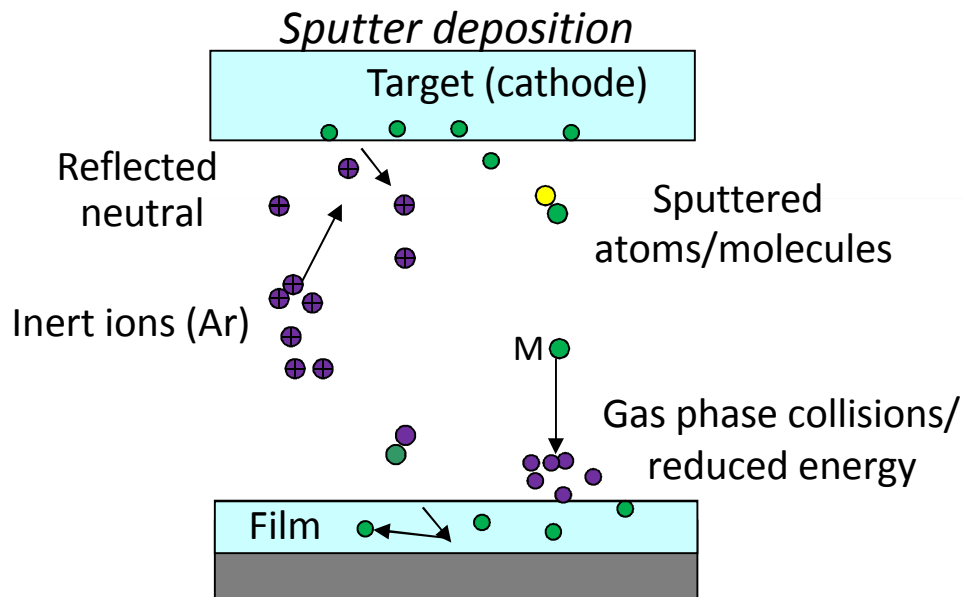 Sputter deposition
Target (cathode)
Reflected
neutral
Sputtered
atoms/molecules
Inert ions (Ar)
M
Gas phase collisions/
reduced energy
Film